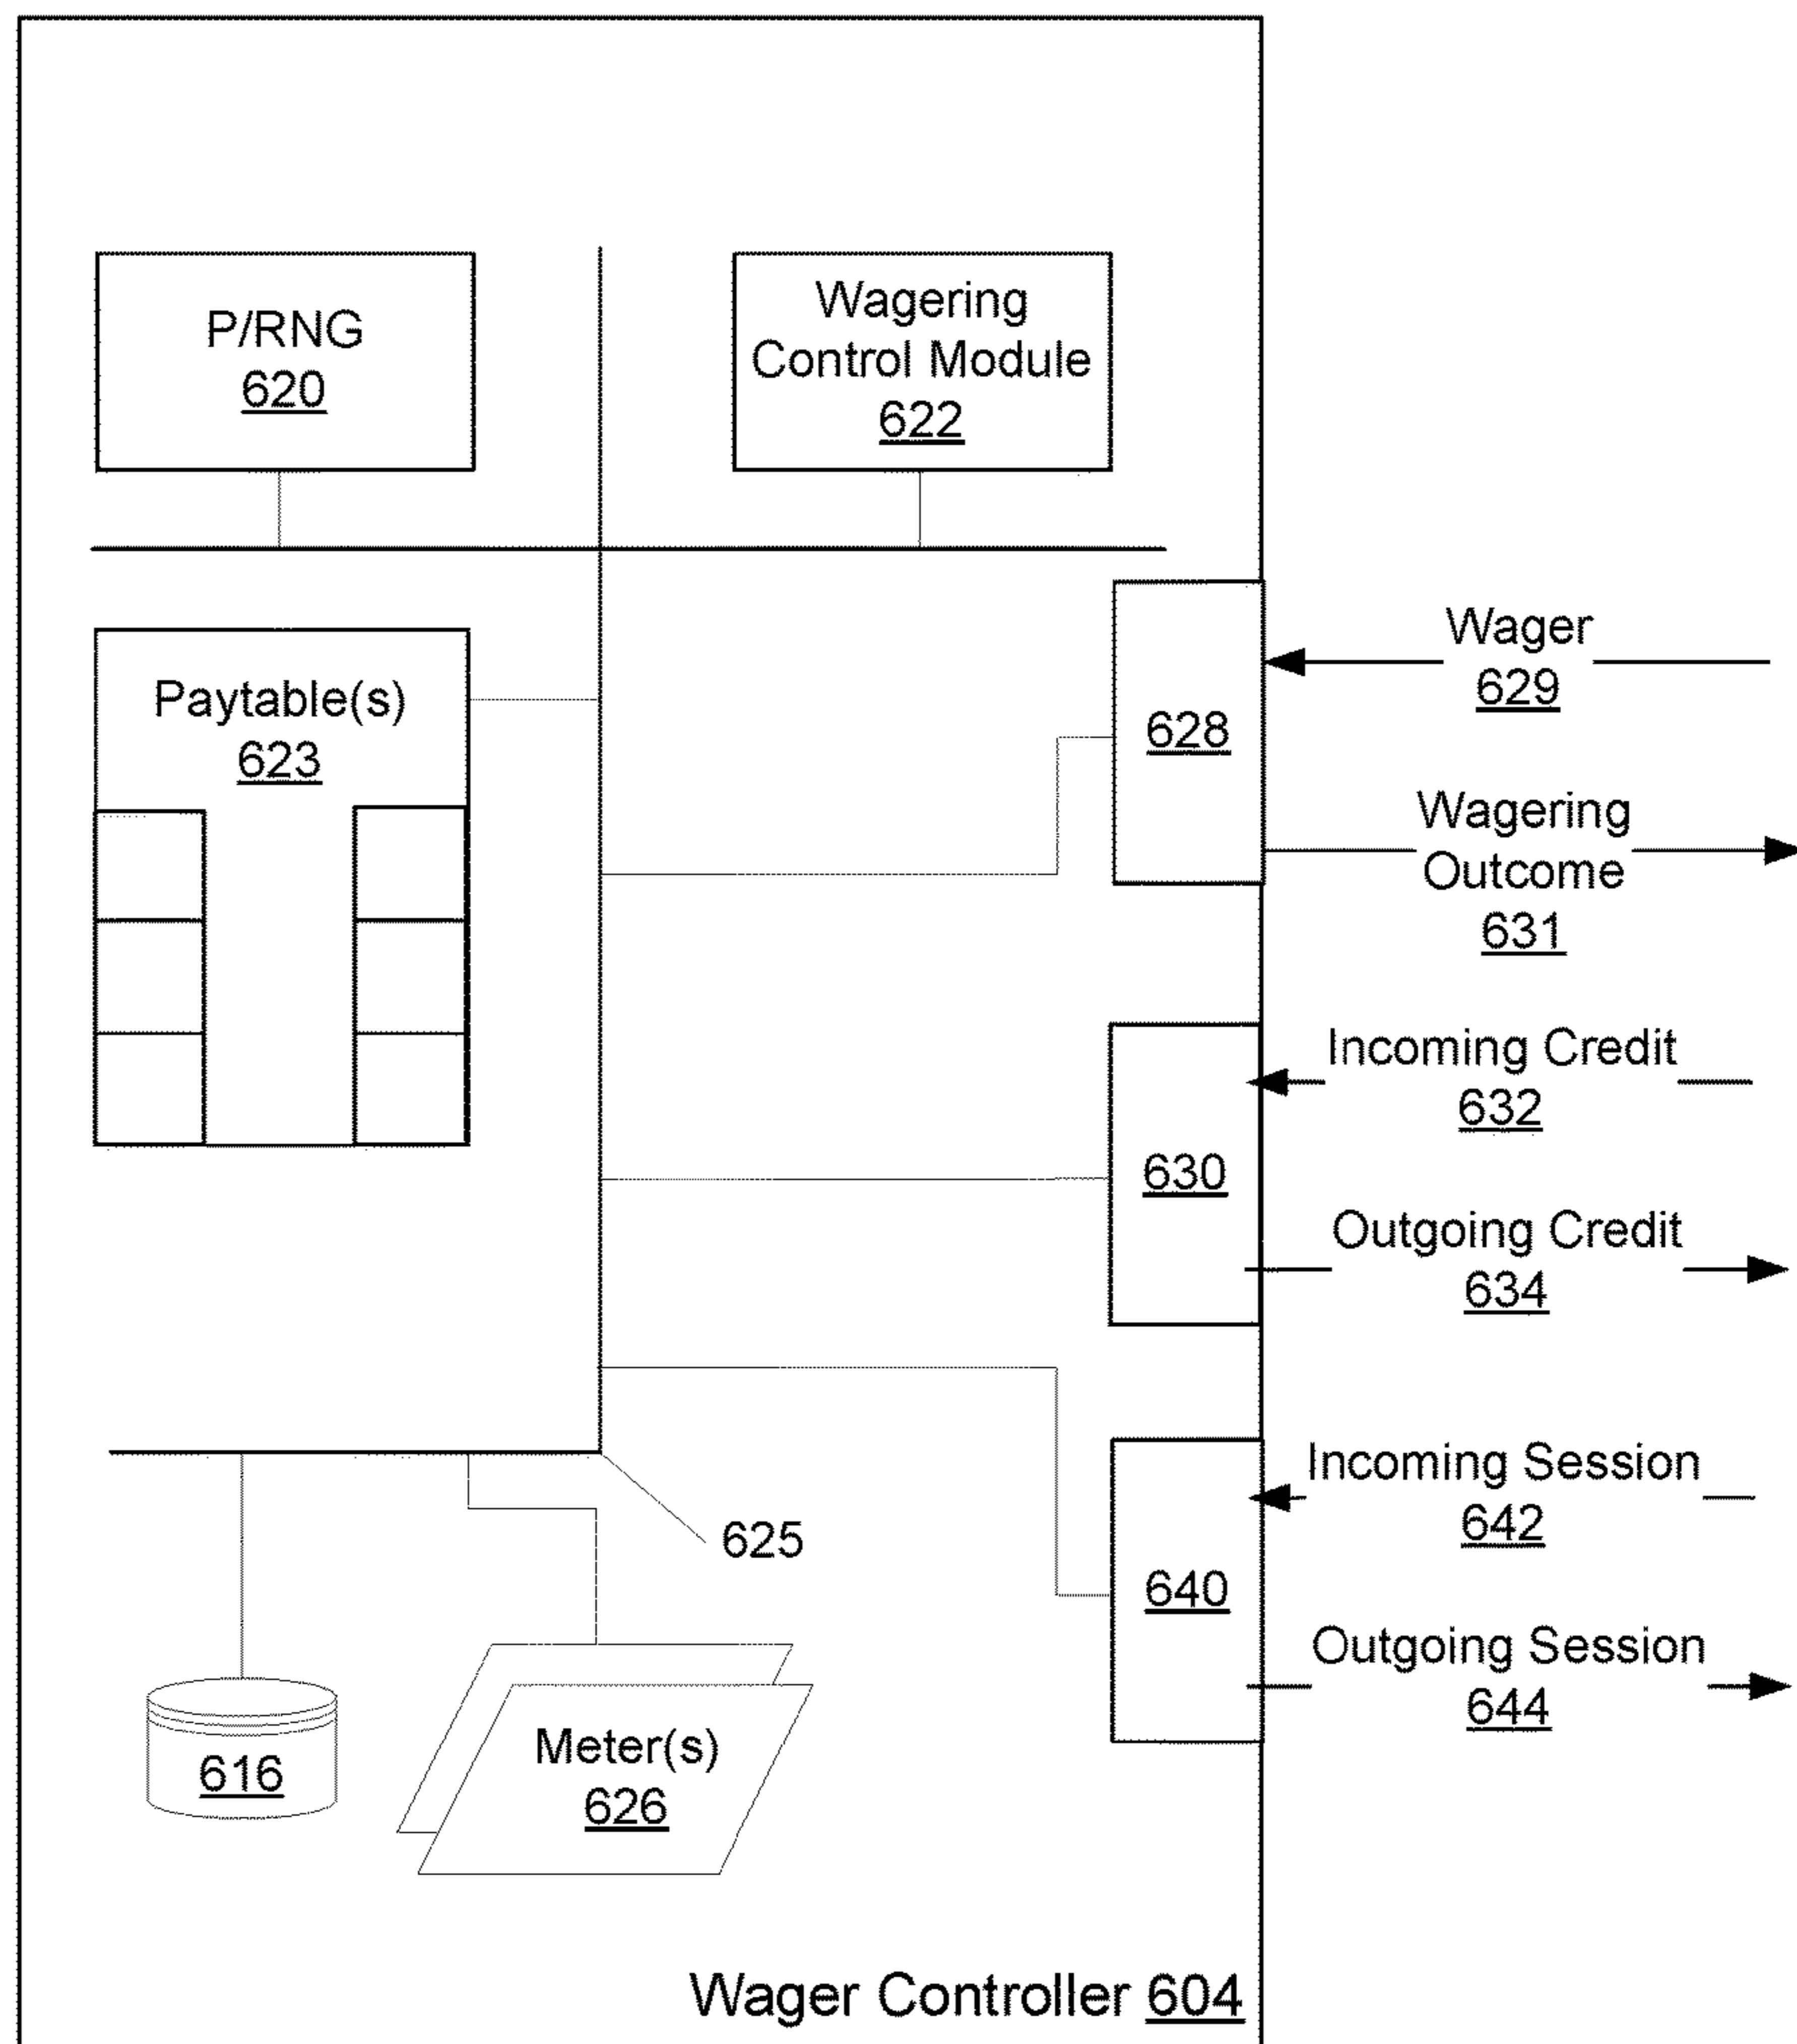 P/RNG
620
Wagering
Control Module
622
Paytable(s)
623
628
Wager
629
Wagering
Outcome
631
630
Incoming Credit
632
Outgoing Credit
634
625
640
Incoming Session
642
Outgoing Session
644
616
Meter(s)
626
Wager Controller 604